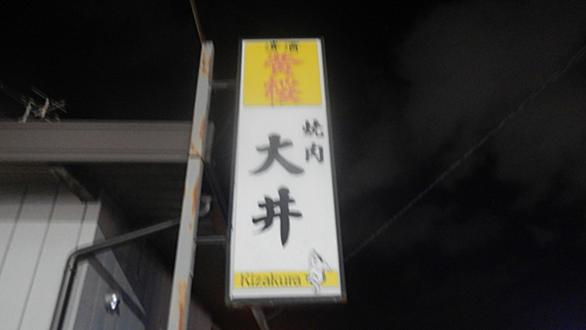 清酒
黄桜
焼肉
大井
Kizakura